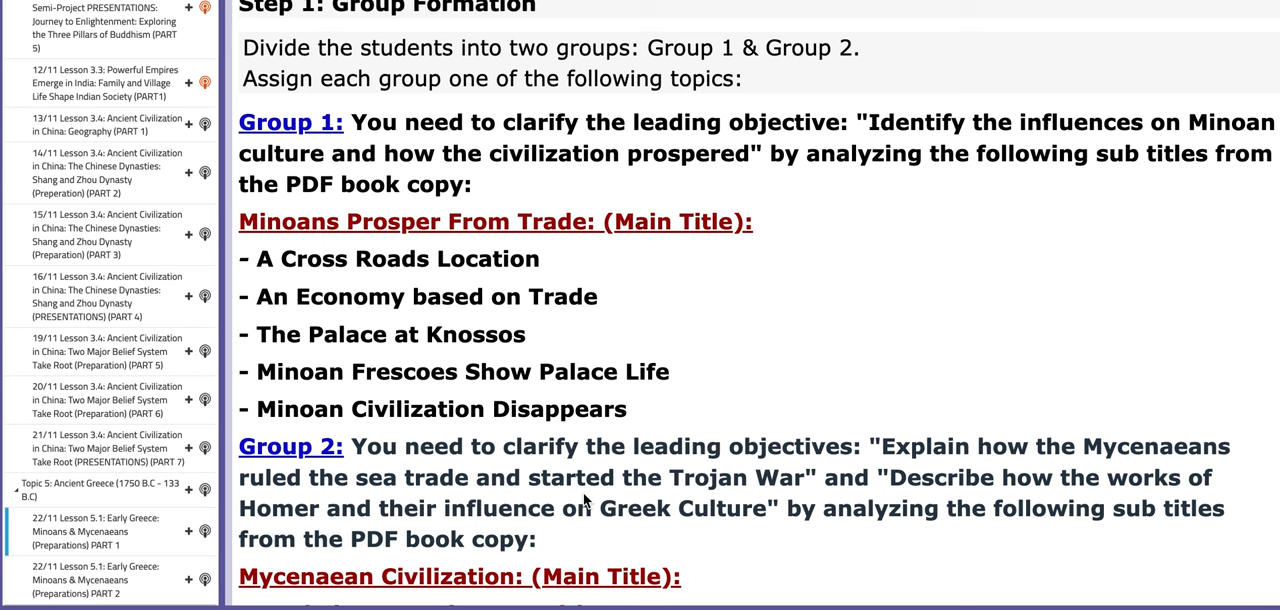 Semi-Project PRESENTATIONS:
Journey to Enlightenment: Exploring
the Three Pillars of Buddhism (PART
5)
12/11 Lesson 3.3: Powerful Empires
Emerge in India: Family and Village
Life Shape Indian Society (PART1)
13/11 Lesson 3.4: Ancient Civilization
in China: Geography (PART 1)
14/11 Lesson 3.4: Ancient Civilization
in China: The Chinese Dynasties:
Shang and Zhou Dynasty
(Preperation) (PART 2)
15/11 Lesson 3.4: Ancient Civilization
in China: The Chinese Dynasties:
Shang and Zhou Dynasty
(Preparation) (PART 3)
16/11 Lesson 3.4: Ancient Civilization
in China: The Chinese Dynasties:
Shang and Zhou Dynasty
(PRESENTATIONS) (PART 4)
19/11 Lesson 3.4: Ancient Civilization
in China: Two Major Belief System
Take Root (Preparation) (PART 5)
20/11 Lesson 3.4: Ancient Civilization
in China: Two Major Belief System
Take Root (Preparation) (PART 6)
21/11 Lesson 3.4: Ancient Civilization
in China: Two Major Belief System
Take Root (PRESENTATIONS) (PART 7)
Topic 5: Ancient Greece (1750 B.C - 133
B.C)
22/11 Lesson 5.1: Early Greece:
Minoans & Mycenaeans
(Preparations) PART 1
22/11 Lesson 5.1: Early Greece:
Minoans & Mycenaeans
(Preparations) PART 2
Step 1: Group Formation
Divide the students into two groups: Group 1 & Group 2.
Assign each group one of the following topics:
Group 1: You need to clarify the leading objective: "Identify the influences on Minoan
culture and how the civilization prospered" by analyzing the following sub titles from
the PDF book copy:
Minoans Prosper From Trade: (Main Title):
- A Cross Roads Location
- An Economy based on Trade
- The Palace at Knossos
- Minoan Frescoes Show Palace Life
- Minoan Civilization Disappears
Group 2: You need to clarify the leading objectives: "Explain how the Mycenaeans
ruled the sea trade and started the Trojan War" and "Describe how the works of
Homer and their influence on Greek Culture" by analyzing the following sub titles
from the PDF book copy:
Mycenaean Civilization: (Main Title):